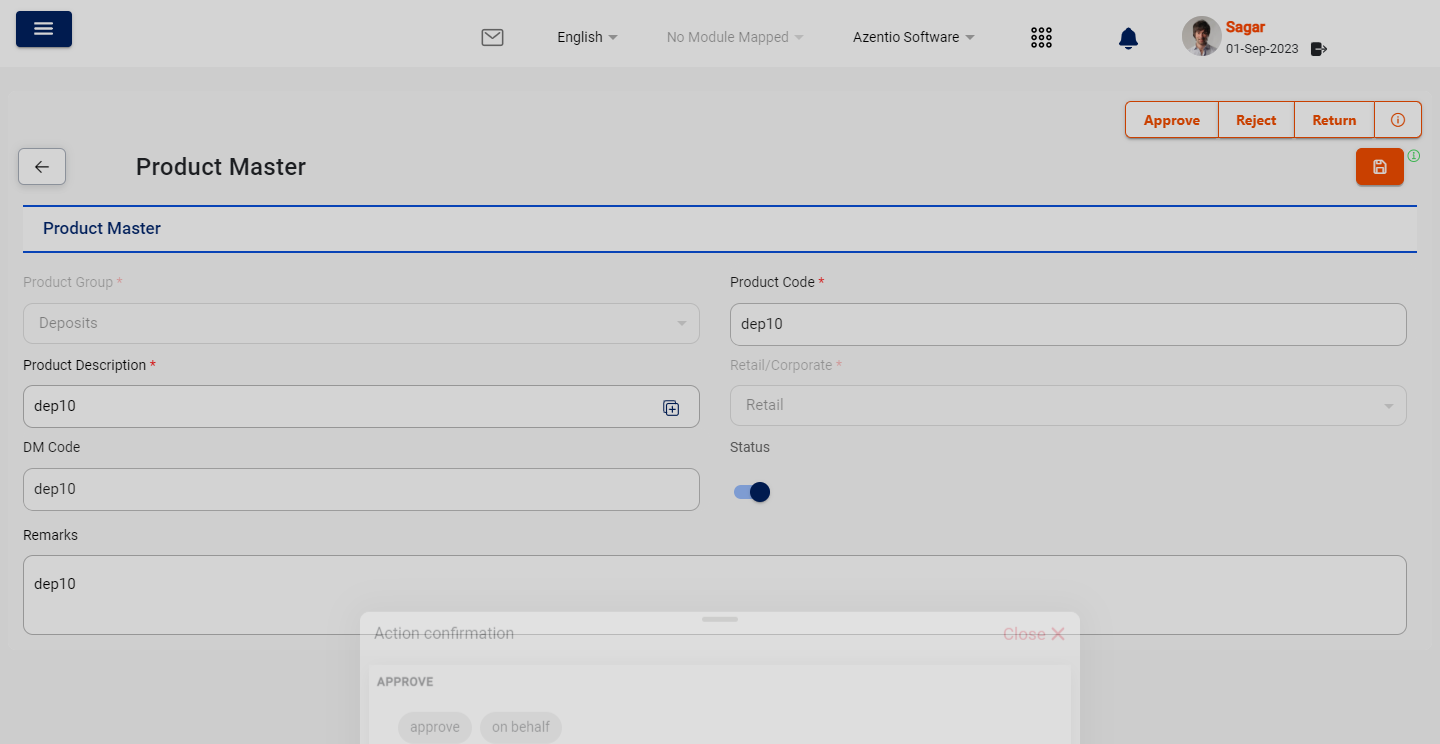 English
No Module Mapped
Azentio Software
Sagar
01-Sep-2023
Approve
Reject
Return
Product Master
Product Master
Product Group *
Product Code *
Deposits
dep10
Product Description *
Retail/Corporate *
dep10
Retail
DM Code
Status
dep10
Remarks
dep10
Action confirmation
Close
APPROVE
approve
on behalf